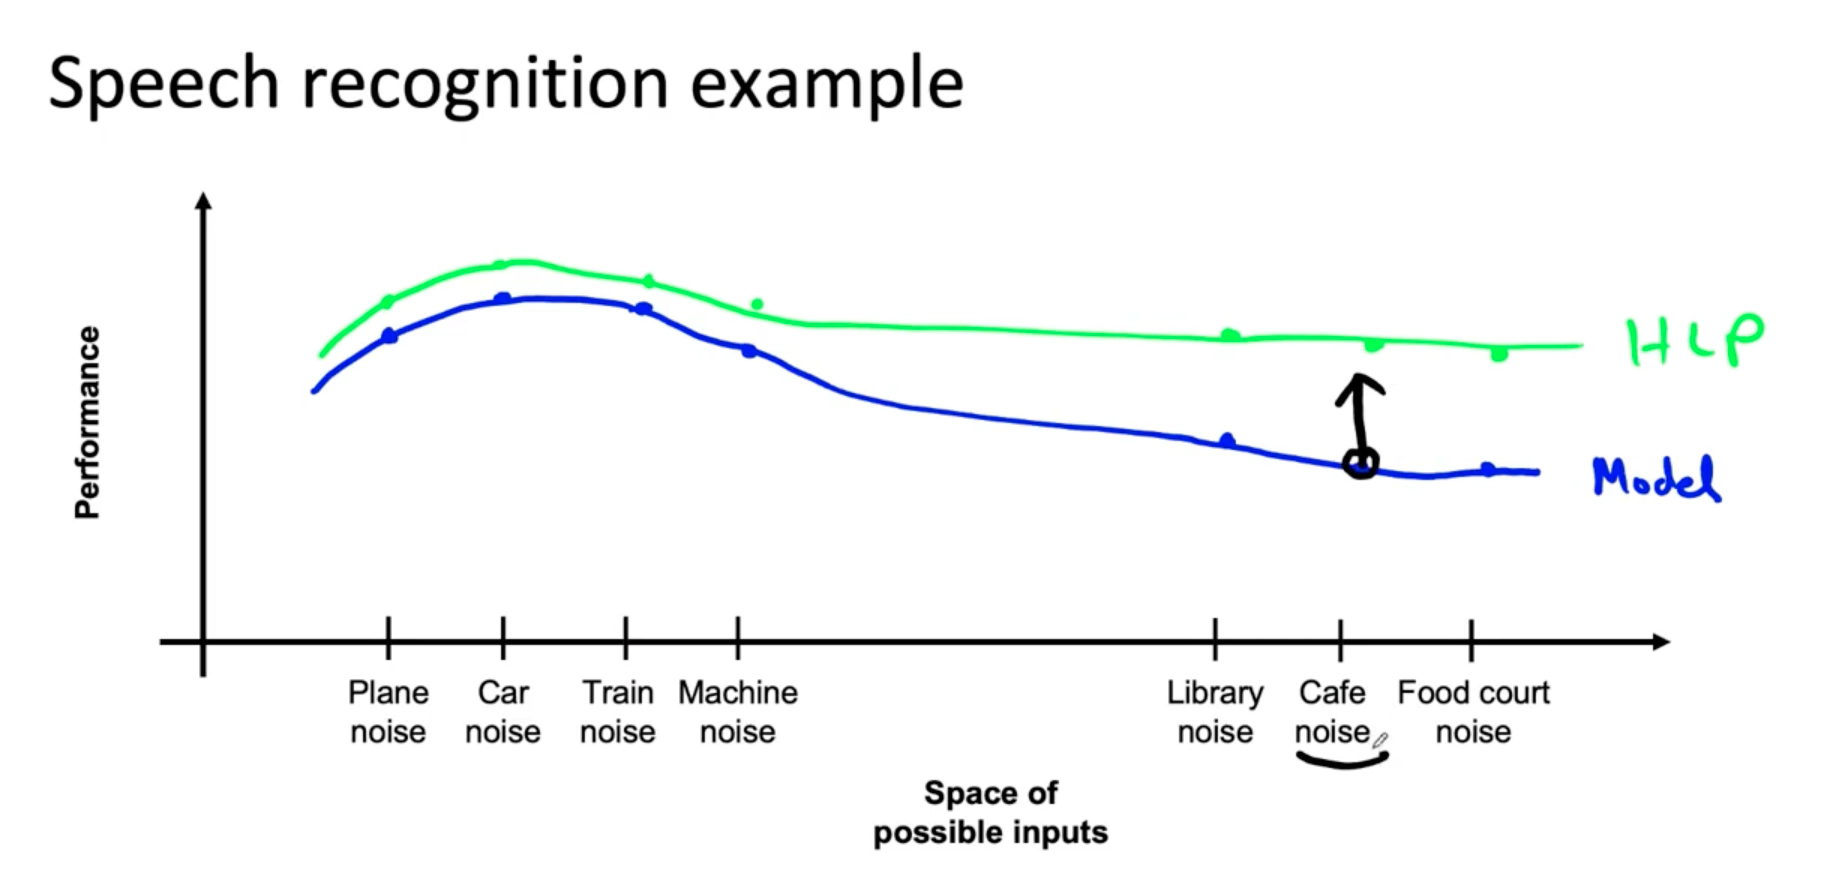 Speech recognition example
Performance
HLP
Model
Plane noise
Car noise
Train noise
Machine noise
Library noise
Cafe noise
Food court noise
Space of
possible inputs